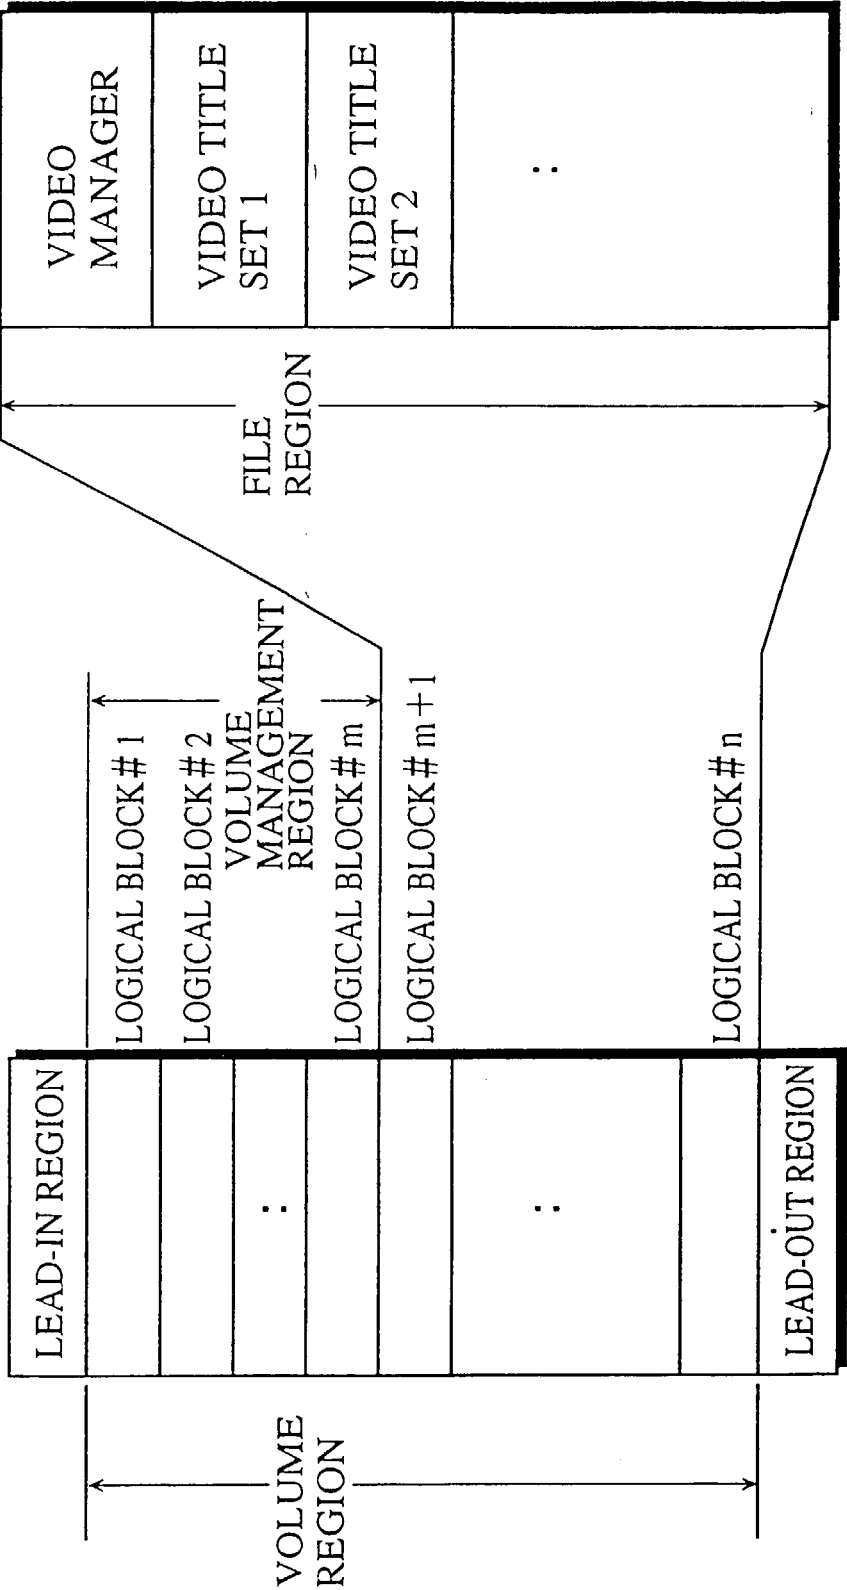 VOLUME
REGION
LEAD-IN REGION
:
:
LEAD-OUT REGION
LOGICAL BLOCK#1
LOGICAL BLOCK#2
VOLUME
MANAGEMENT
REGION
LOGICAL BLOCK#m
LOGICAL BLOCK#m+1
LOGICAL BLOCK#n
FILE
REGION
VIDEO
MANAGER
VIDEO TITLE
SET 1
VIDEO TITLE
SET 2
: